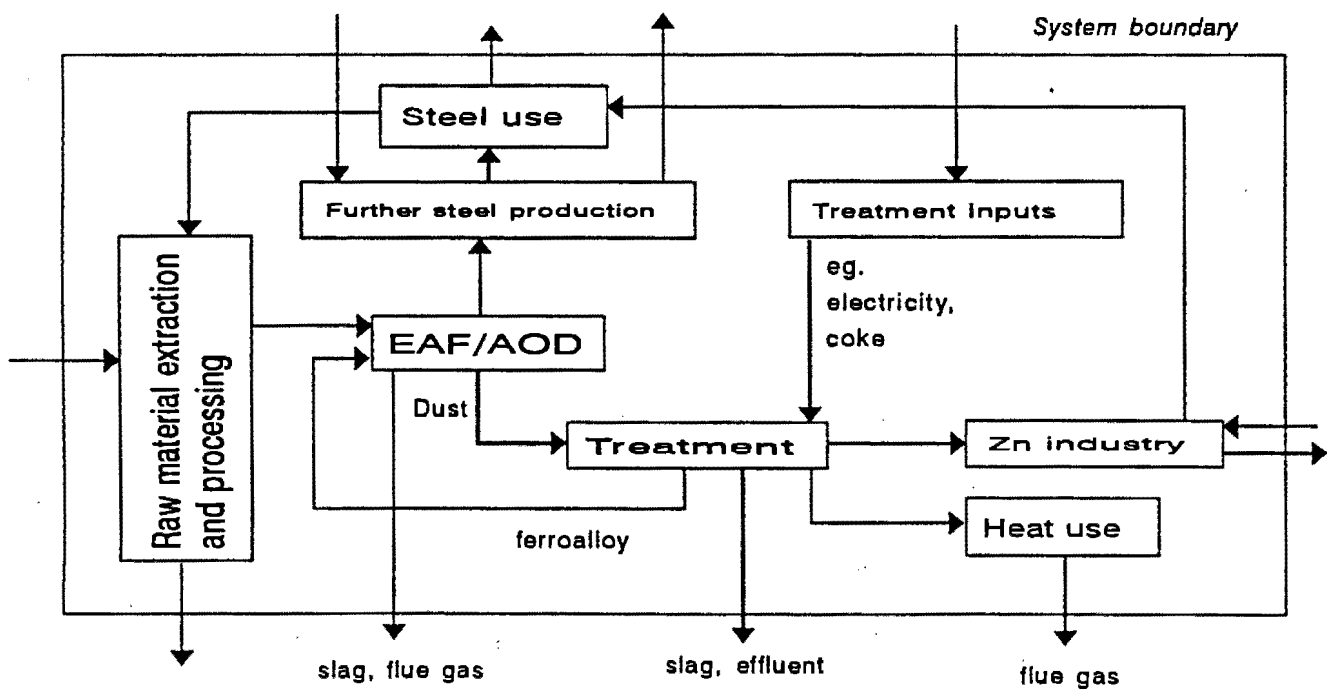 System boundary
Steel use
Further steel production
Treatment inputs
eg.
electricity,
coke
Raw material extraction
and processing
EAF/AOD
Dust
Treatment
Zn industry
ferroalloy
Heat use
slag, flue gas
slag, effluent
flue gas